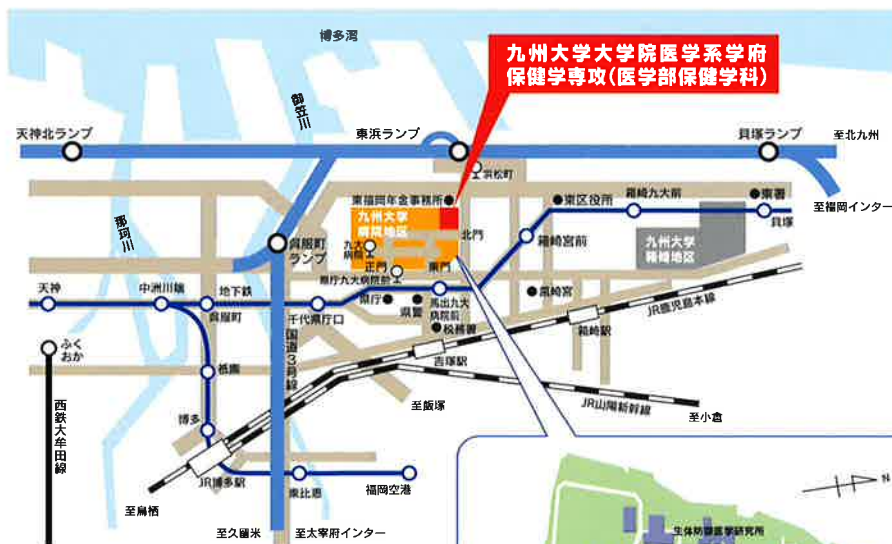 博多湾
九州大学大学院医学系学府
保健学専攻(医学部保健学科)
御笠川
天神北ランプ
東浜ランプ
貝塚ランプ
至北九州
浜松町
東福岡年金事務所
東区役所
箱崎九大前
東署
至福岡インター
九州大学
病院地区
北門
貝塚
那珂川
呉服町
ランプ
九大
病院
箱崎宮前
九州大学
箱崎地区
正門
東門
県庁九大病院前
天神
中洲川端
地下鉄
呉服町
千代県庁口
県庁
県警
馬出九大
病院前
筥崎宮
税務署
JR鹿児島本線
箱崎駅
ふく
おか
国道3号線
吉塚駅
祇園
西鉄大牟田線
至飯塚
JR山陽新幹線
至小倉
博多
JR博多駅
東比恵
福岡空港
N
至鳥栖
至久留米
至太宰府インター
生体防御医学研究所